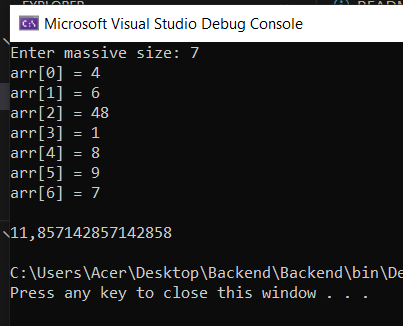 EXPLORER
Microsoft Visual Studio Debug Console
Enter massive size: 7
arr[0] = 4
arr[1] = 6
arr[2] = 48
arr[3] = 1
arr[4] = 8
arr[5] = 9
arr[6] = 7
11,857142857142858
C:\Users\Acer\Desktop\Backend\Backend\bin\De
Press any key to close this window . . .